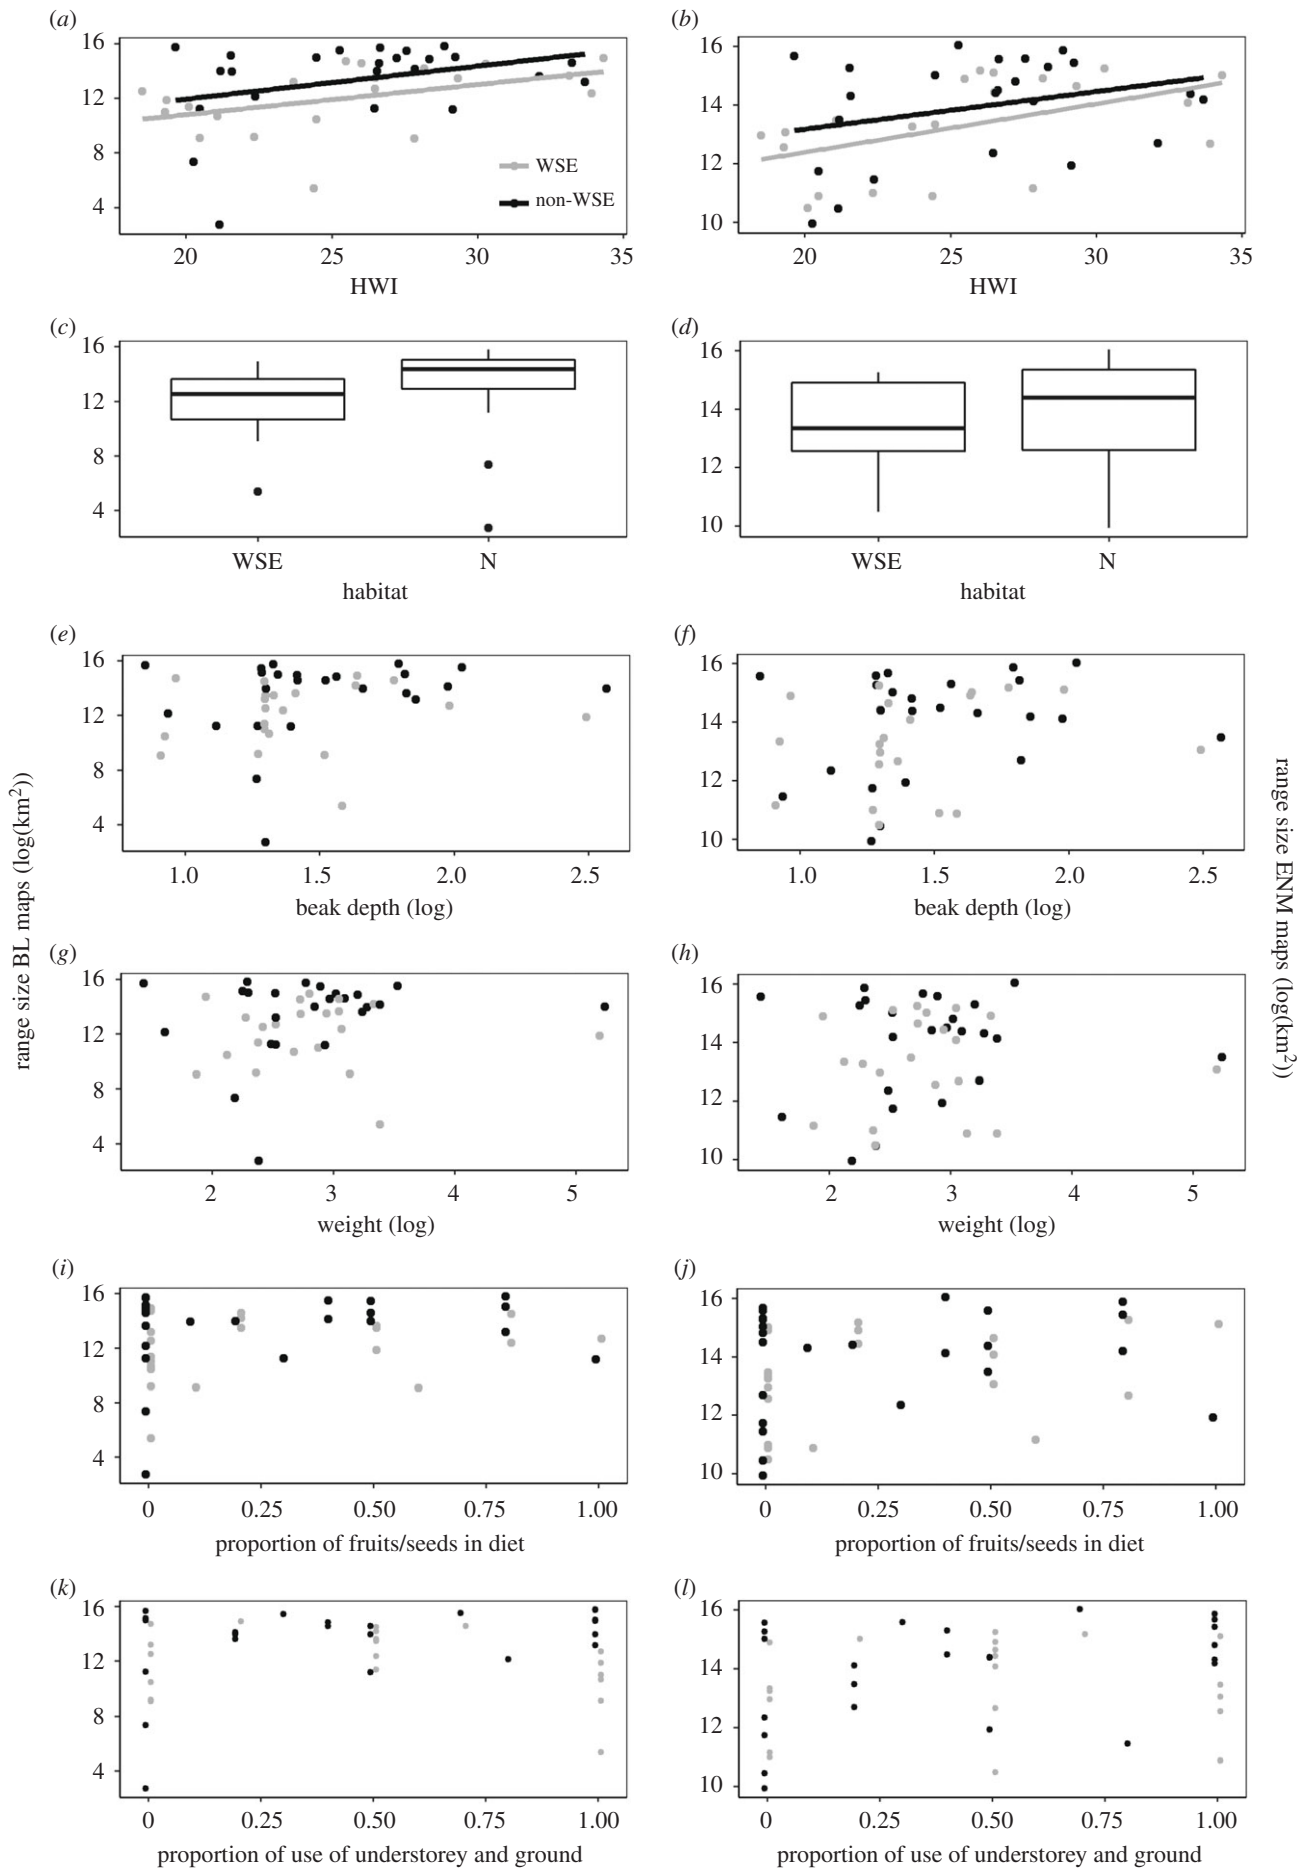 (a)
16
12
8
4
WSE
non-WSE
20
25
30
35
HWI
(b)
16
14
12
10
20
25
30
35
HWI
(c)
16
12
8
4
WSE
N
habitat
(d)
16
14
12
10
WSE
N
habitat
range size BL maps (log(km²))
range size ENM maps (log(km²))
(e)
16
12
8
4
1.0
1.5
2.0
2.5
beak depth (log)
(f)
16
14
12
10
1.0
1.5
2.0
2.5
beak depth (log)
(g)
16
12
8
4
2
3
4
5
weight (log)
(h)
16
14
12
10
2
3
4
5
weight (log)
(i)
16
12
8
4
0
0.25
0.50
0.75
1.00
proportion of fruits/seeds in diet
(j)
16
14
12
10
0
0.25
0.50
0.75
1.00
proportion of fruits/seeds in diet
(k)
16
12
8
4
0
0.25
0.50
0.75
1.00
proportion of use of understorey and ground
(l)
16
14
12
10
0
0.25
0.50
0.75
1.00
proportion of use of understorey and ground